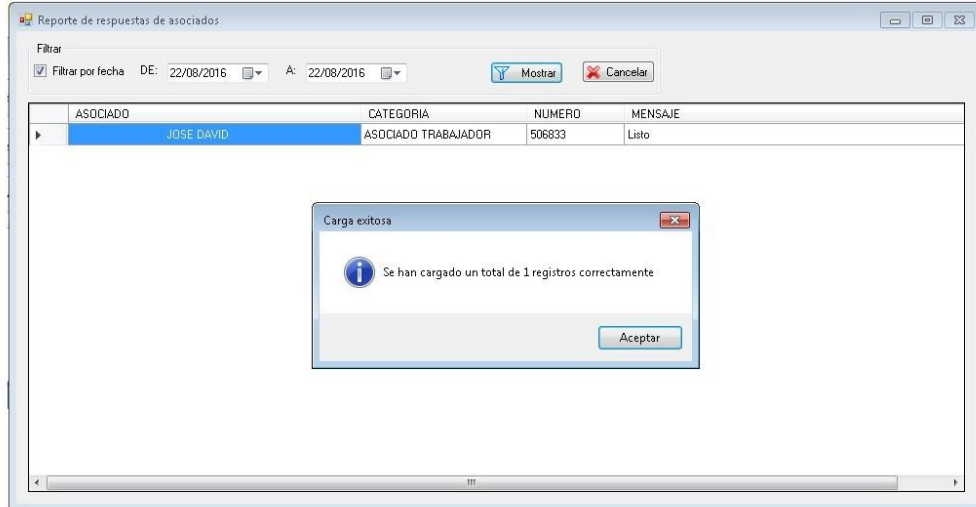 Reporte de respuestas de asociados
Filtrar
Filtrar por fecha DE: 22/08/2016 A: 22/08/2016 Mostrar Cancelar
ASOCIADO CATEGORIA NUMERO MENSAJE
JOSE DAVID ASOCIADO TRABAJADOR 506833 Listo
Carga exitosa
Se han cargado un total de 1 registros correctamente
Aceptar